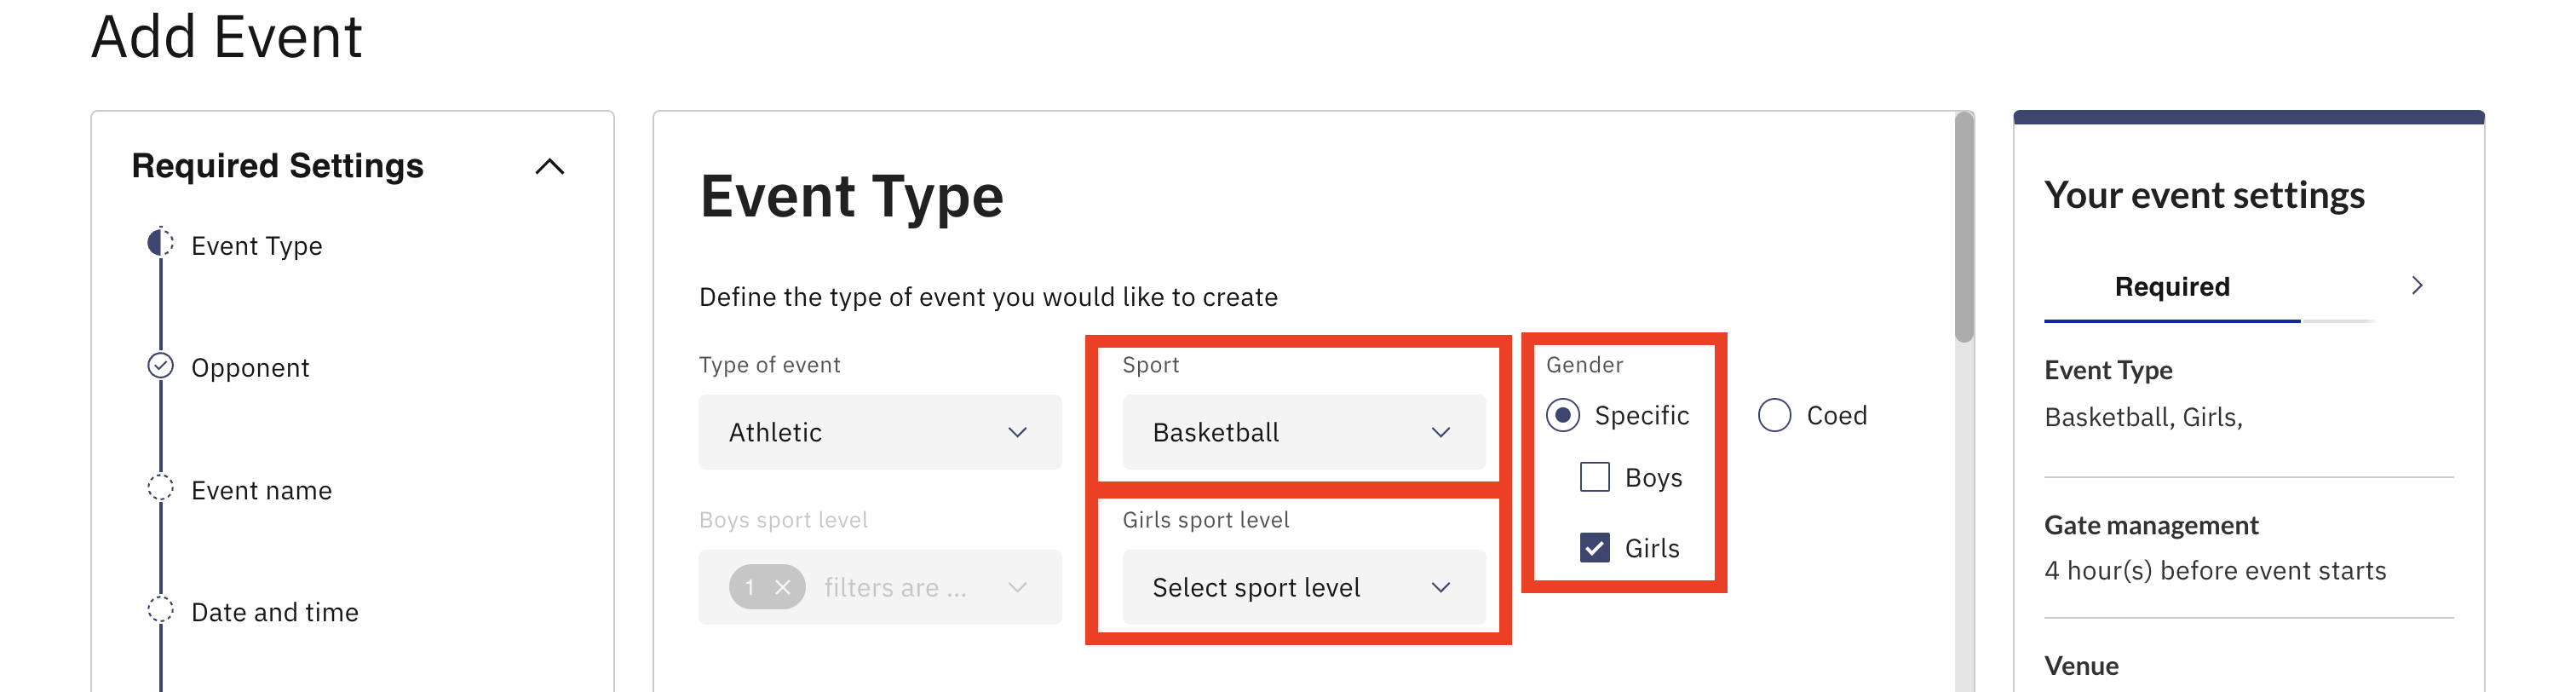 Add Event
Required Settings
Event Type
Opponent
Event name
Date and time
Event Type
Define the type of event you would like to create
Type of event
Athletic
Sport
Basketball
Gender
Specific
Coed
Boys
Girls
Boys sport level
1
filters are ...
Girls sport level
Select sport level
Your event settings
Required
Event Type
Basketball, Girls,
Gate management
4 hour(s) before event starts
Venue